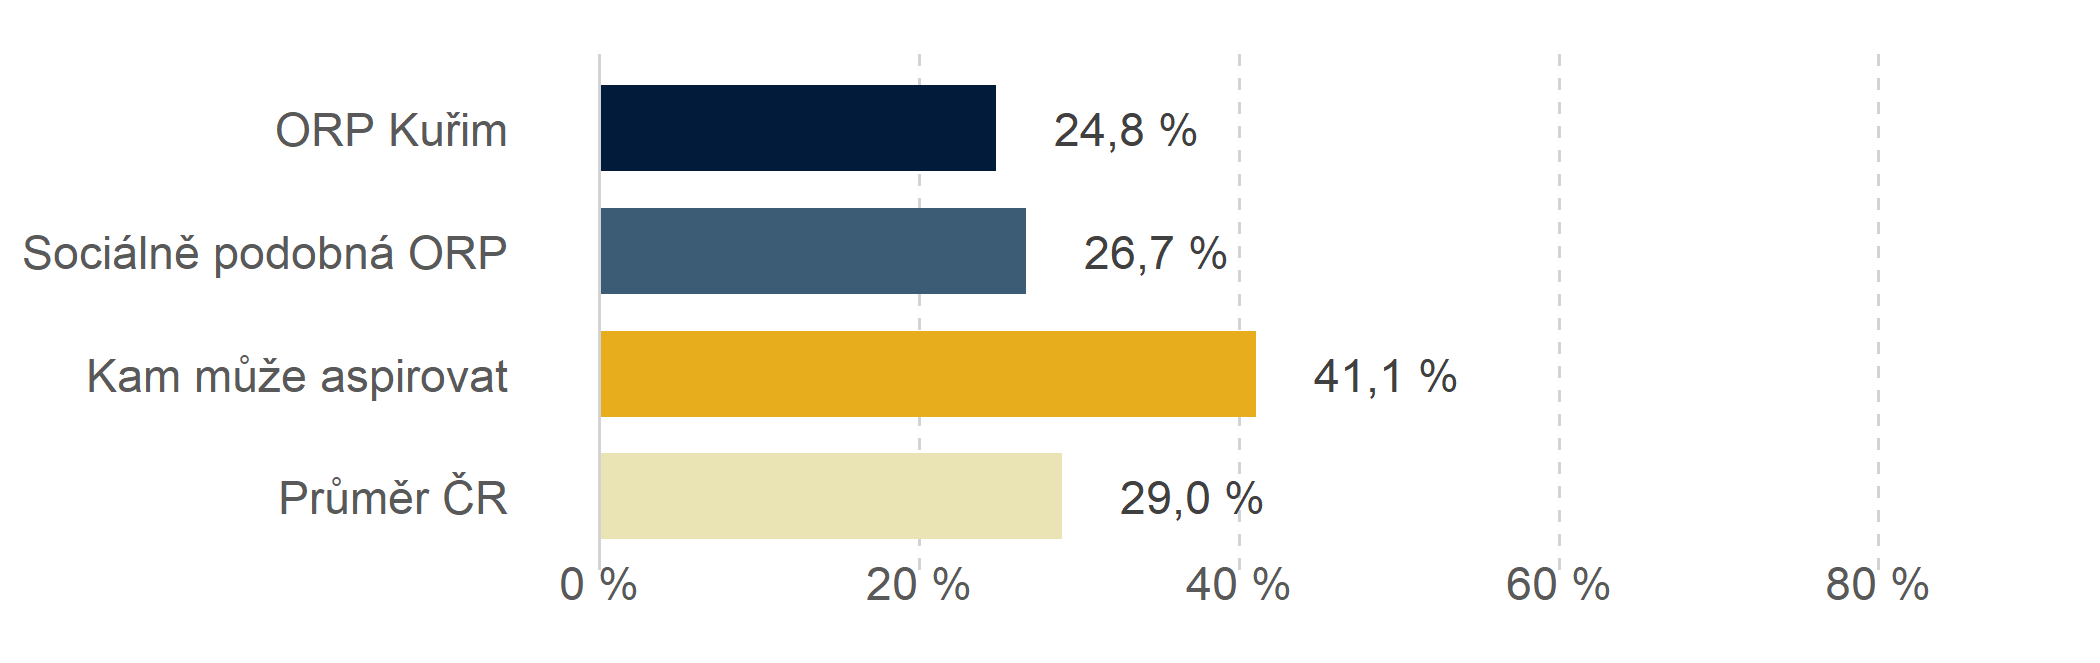 ORP Kuřim 24,8 %
Sociálně podobná ORP 26,7 %
Kam může aspirovat 41,1 %
Průměr ČR 29,0 %
0 % 20 % 40 % 60 % 80 %